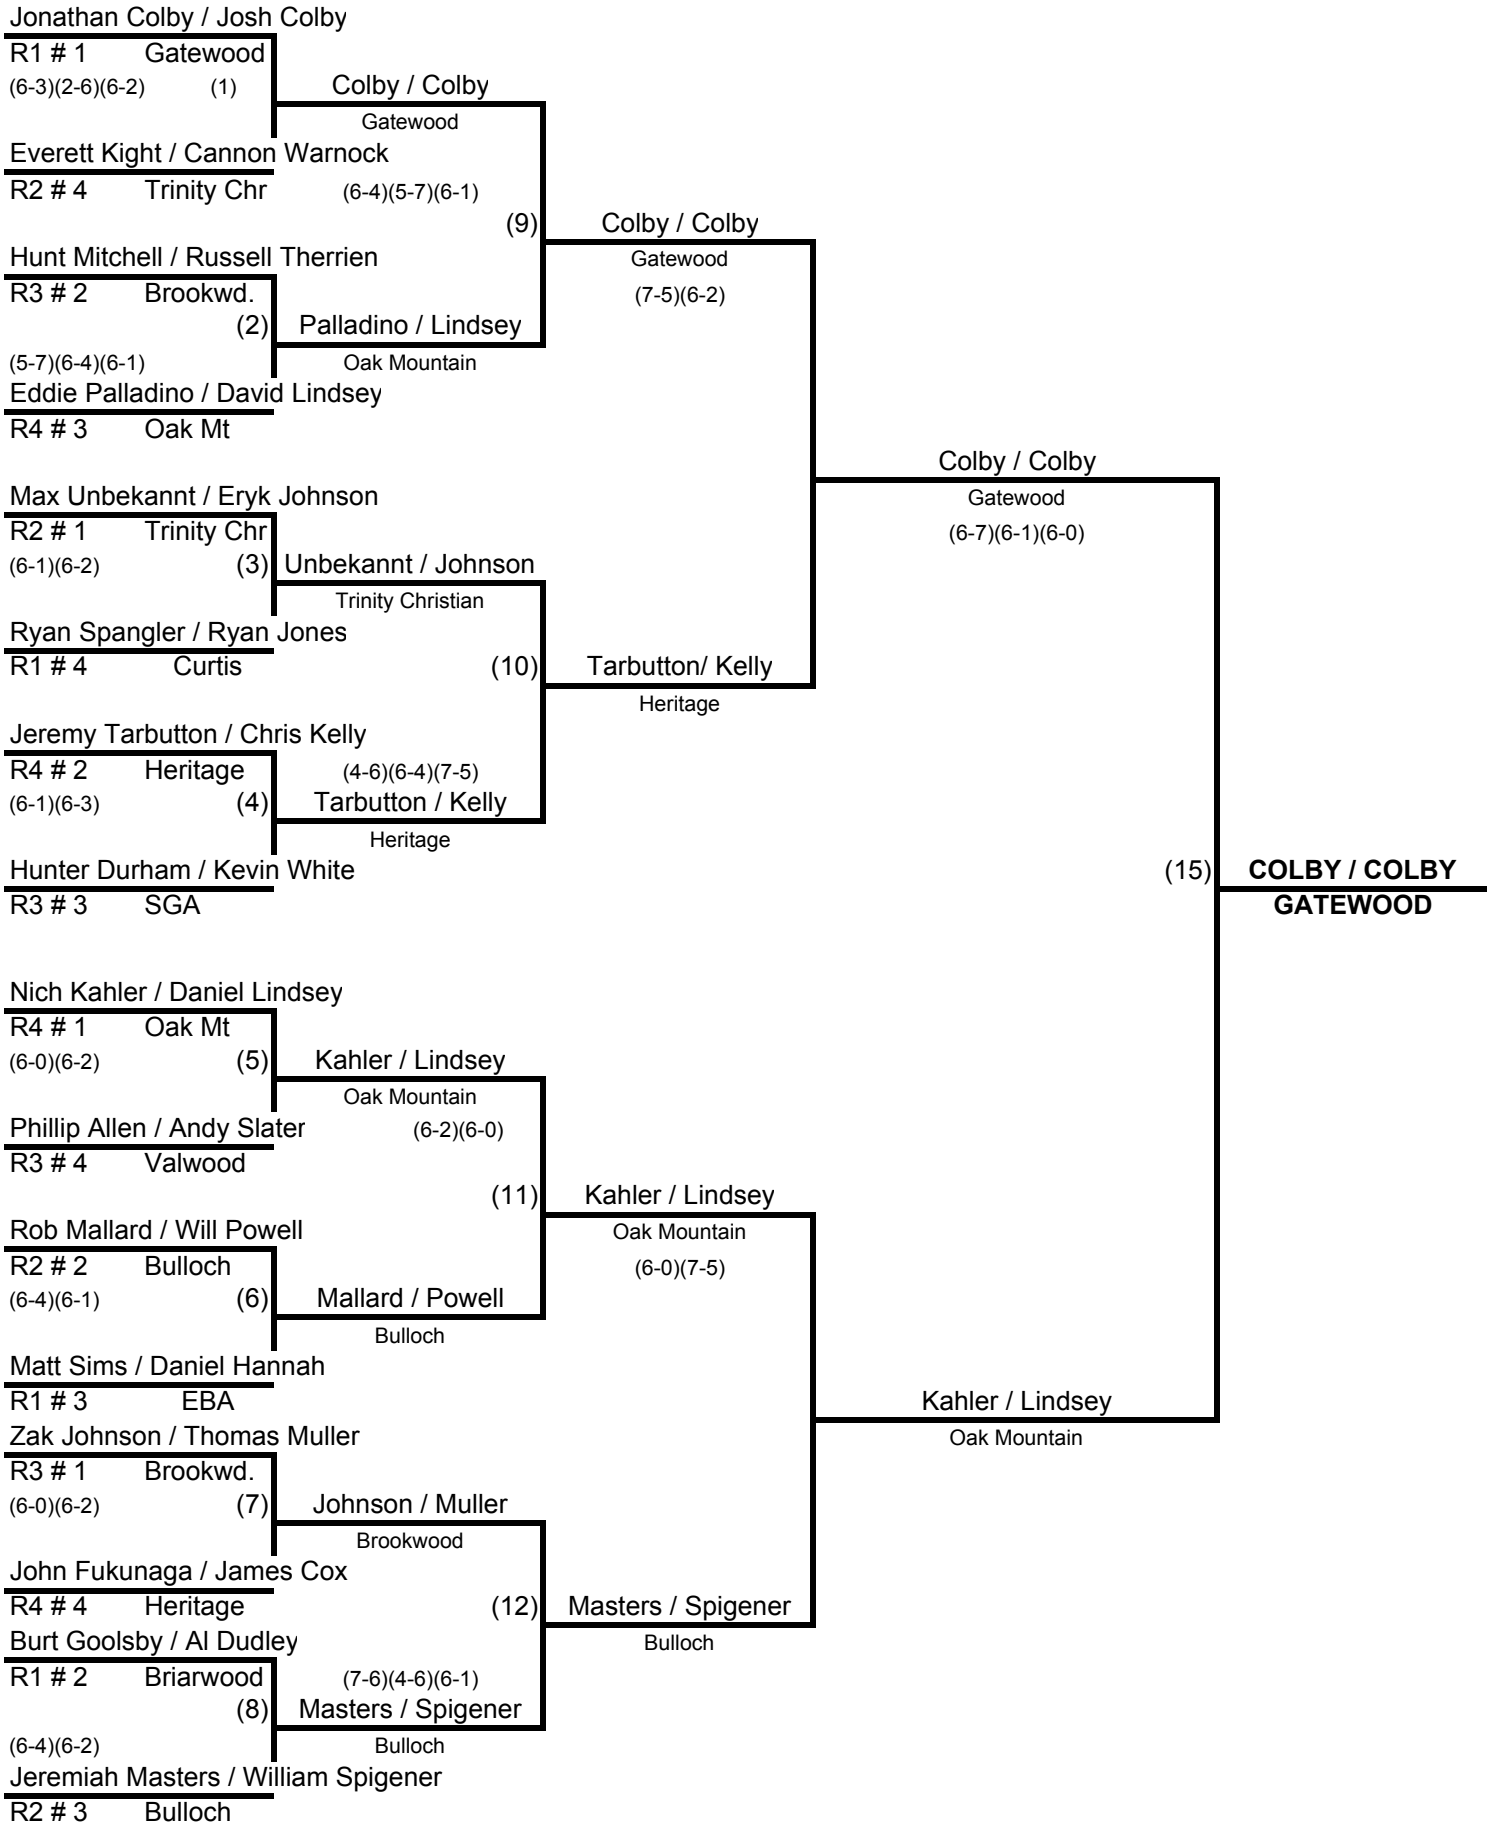 Jonathan Colby / Josh Colby
R1 # 1 Gatewood
(6-3)(2-6)(6-2) (1) Colby / Colby
Gatewood
Everett Kight / Cannon Warnock
R2 # 4 Trinity Chr (6-4)(5-7)(6-1)
(9) Colby / Colby
Hunt Mitchell / Russell Therrien Gatewood
R3 # 2 Brookwd. (7-5)(6-2)
(2) Palladino / Lindsey
(5-7)(6-4)(6-1) Oak Mountain
Eddie Palladino / David Lindsey
R4 # 3 Oak Mt
Colby / Colby
Max Unbekannt / Eryk Johnson Gatewood
R2 # 1 Trinity Chr (6-7)(6-1)(6-0)
(6-1)(6-2) (3) Unbekannt / Johnson
Trinity Christian
Ryan Spangler / Ryan Jones
R1 # 4 Curtis (10) Tarbutton/ Kelly
Heritage
Jeremy Tarbutton / Chris Kelly
R4 # 2 Heritage (4-6)(6-4)(7-5)
(6-1)(6-3) (4) Tarbutton / Kelly
Heritage
Hunter Durham / Kevin White (15) COLBY / COLBY
R3 # 3 SGA GATEWOOD
Nich Kahler / Daniel Lindsey
R4 # 1 Oak Mt
(6-0)(6-2) (5) Kahler / Lindsey
Oak Mountain
Phillip Allen / Andy Slater (6-2)(6-0)
R3 # 4 Valwood
(11) Kahler / Lindsey
Rob Mallard / Will Powell Oak Mountain
R2 # 2 Bulloch (6-0)(7-5)
(6-4)(6-1) (6) Mallard / Powell
Bulloch
Matt Sims / Daniel Hannah
R1 # 3 EBA Kahler / Lindsey
Zak Johnson / Thomas Muller Oak Mountain
R3 # 1 Brookwd.
(6-0)(6-2) (7) Johnson / Muller
Brookwood
John Fukunaga / James Cox
R4 # 4 Heritage (12) Masters / Spigener
Burt Goolsby / Al Dudley Bulloch
R1 # 2 Briarwood (7-6)(4-6)(6-1)
(8) Masters / Spigener
(6-4)(6-2) Bulloch
Jeremiah Masters / William Spigener
R2 # 3 Bulloch